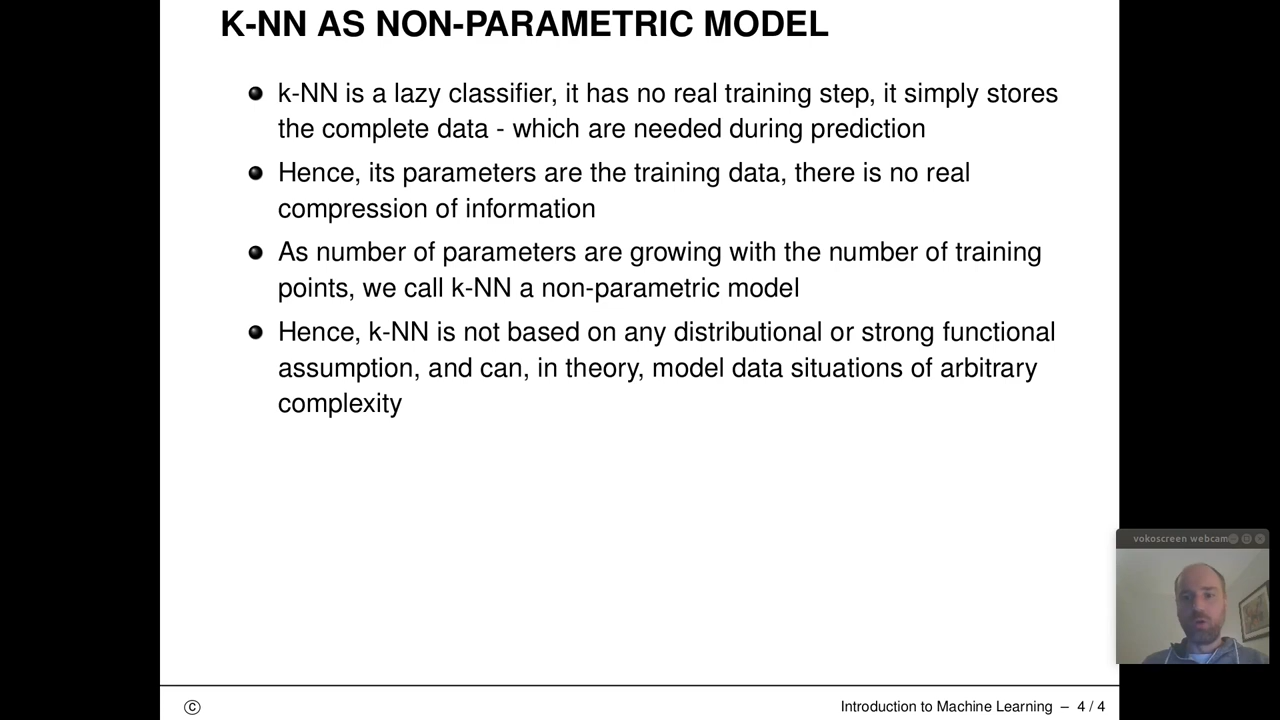 K-NN AS NON-PARAMETRIC MODEL
k-NN is a lazy classifier, it has no real training step, it simply stores
the complete data - which are needed during prediction
Hence, its parameters are the training data, there is no real
compression of information
As number of parameters are growing with the number of training
points, we call k-NN a non-parametric model
Hence, k-NN is not based on any distributional or strong functional
assumption, and can, in theory, model data situations of arbitrary
complexity
vokoscreen webcam
©
Introduction to Machine Learning – 4 / 4